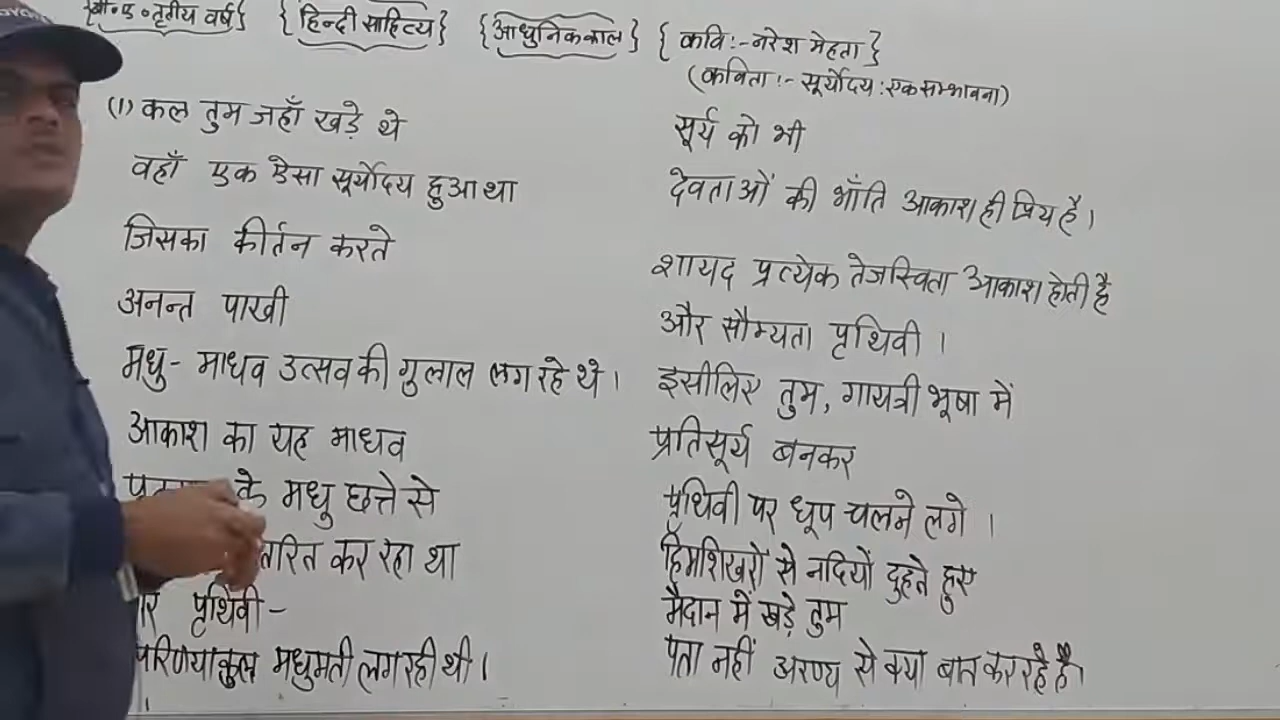 {बी॰ए॰तृतीय वर्ष} {हिन्दी साहित्य} {आधुनिककाल} {कवि:-नरेश मेहता}
(कविता:- सूर्योदय:एक सम्भावना)
(1) कल तुम जहाँ खड़े थे
वहाँ एक ऐसा सूर्योदय हुआ था
जिसका कीर्तन करते
अनन्त पाखी
मधु-माधव उत्सव की गुलाल लग रहे थे।
आकाश का यह माधव
के मधु छत्ते से
तरित कर रहा था
पृथिवी-
परिणयाकुल मधुमती लग रही थी।
सूर्य को भी
देवताओं की भाँति आकाश ही प्रिय है।
शायद प्रत्येक तेजस्विता आकाश होती है
और सौम्यता पृथिवी।
इसीलिए तुम, गायत्री भूषा में
प्रतिसूर्य बनकर
पृथिवी पर धूप चलने लगे।
हिमशिखरों से नदियाँ दुहते हुए
मैदान में खड़े तुम
पता नहीं अरण्य से क्या बात कर रहे है।